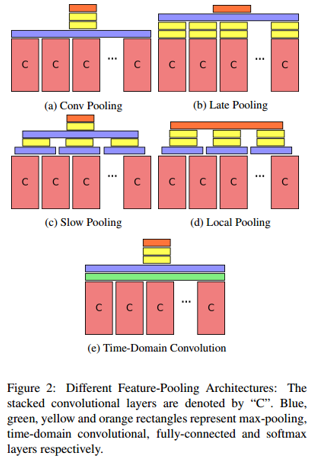 C C C ... C
C C C ... C
(a) Conv Pooling
(b) Late Pooling
C C C ... C
C C C ... C
(c) Slow Pooling
(d) Local Pooling
C C C ... C
(e) Time-Domain Convolution
Figure 2: Different Feature-Pooling Architectures: The
stacked convolutional layers are denoted by “C”. Blue,
green, yellow and orange rectangles represent max-pooling,
time-domain convolutional, fully-connected and softmax
layers respectively.